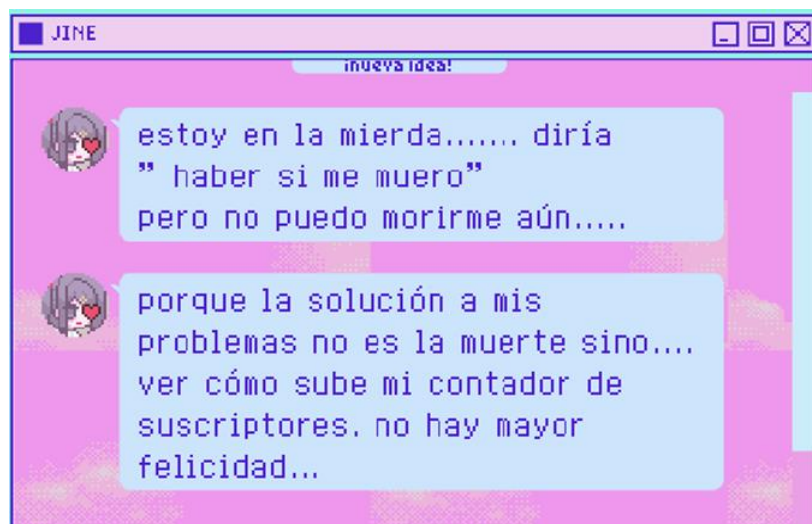 JINE
¡nueva idea!
estoy en la mierda....... diría
” haber si me muero”
pero no puedo morirme aún.....
porque la solución a mis
problemas no es la muerte sino....
ver cómo sube mi contador de
suscriptores. no hay mayor
felicidad...